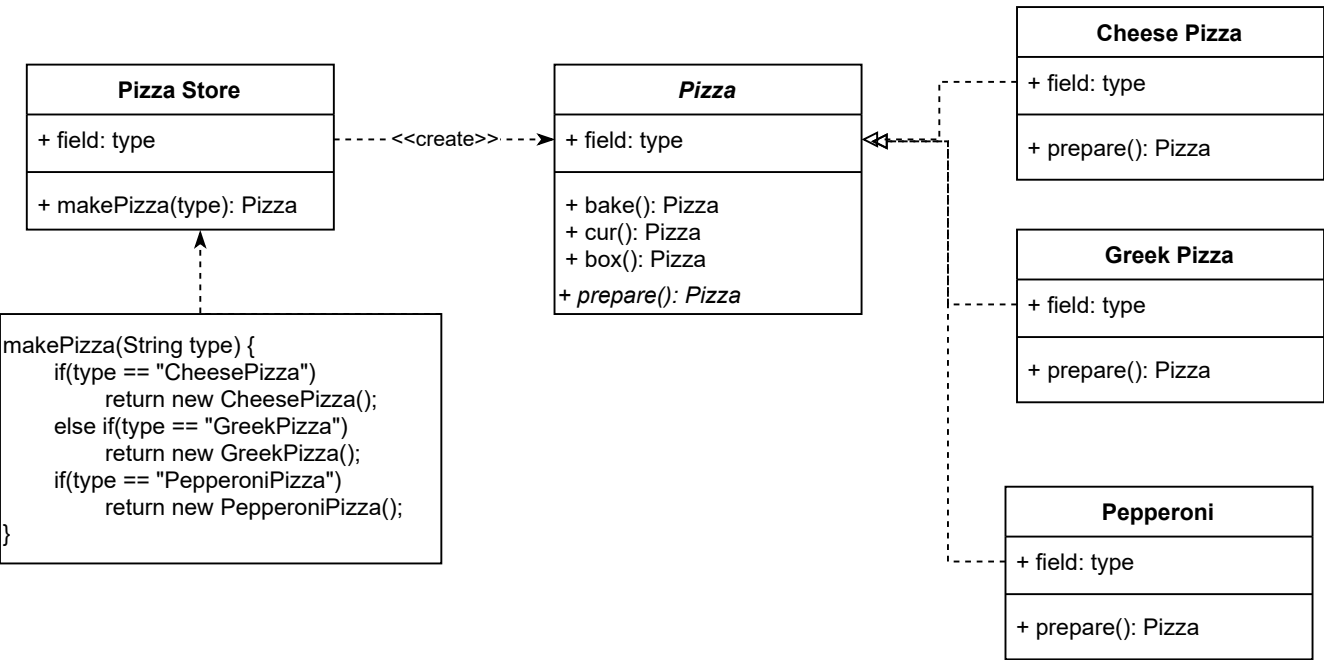 Pizza Store
+ field: type
+ makePizza(type): Pizza
<<create>>
Pizza
+ field: type
+ bake(): Pizza
+ cur(): Pizza
+ box(): Pizza
+ prepare(): Pizza
Cheese Pizza
+ field: type
+ prepare(): Pizza
Greek Pizza
+ field: type
+ prepare(): Pizza
Pepperoni
+ field: type
+ prepare(): Pizza
makePizza(String type) {
if(type == "CheesePizza")
return new CheesePizza();
else if(type == "GreekPizza")
return new GreekPizza();
if(type == "PepperoniPizza")
return new PepperoniPizza();
}